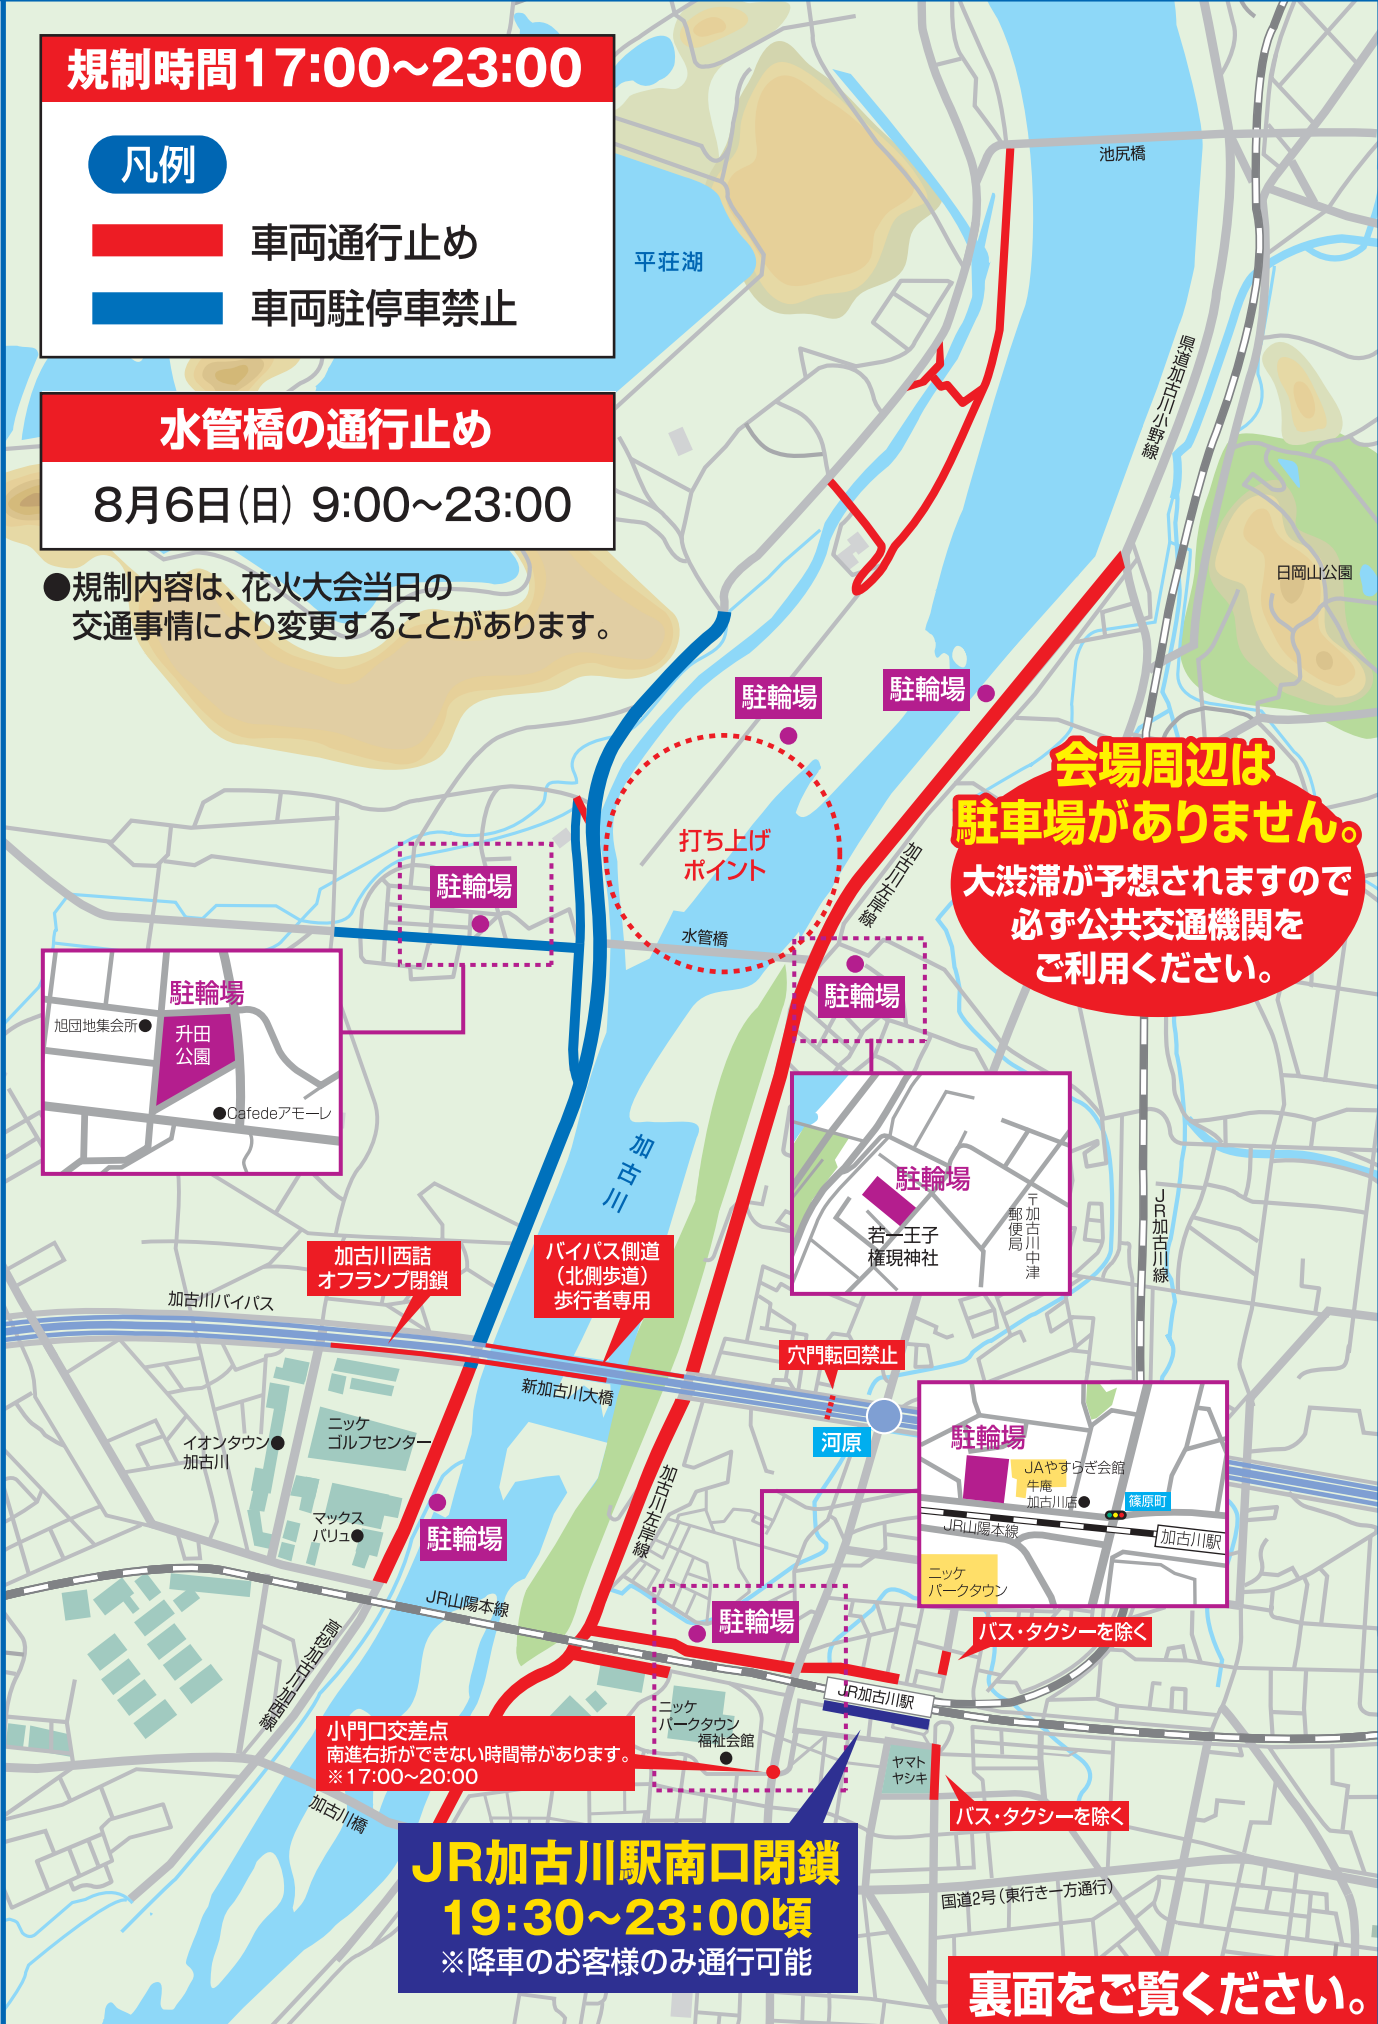 規制時間17:00～23:00
凡例
車両通行止め
車両駐停車禁止
水管橋の通行止め
8月6日(日) 9:00～23:00
●規制内容は、花火大会当日の
交通事情により変更することがあります。
池尻橋
平荘湖
県道加古川小野線
日岡山公園
駐輪場
駐輪場
会場周辺は
駐車場がありません。
大渋滞が予想されますので
必ず公共交通機関を
ご利用ください。
打ち上げ
ポイント
加古川左岸線
駐輪場
水管橋
駐輪場
駐輪場
旭団地集会所●
升田
公園
●Cafedeアモーレ
加古川
駐輪場
若一王子
権現神社
〒加古川中津
郵便局
JR加古川線
加古川西詰
オフランプ閉鎖
バイパス側道
(北側歩道)
歩行者専用
加古川バイパス
新加古川大橋
穴門転回禁止
河原
イオンタウン●
加古川
ニッケ
ゴルフセンター
マックス
バリュ●
駐輪場
加古川左岸線
駐輪場
JAやすらぎ会館
牛庵
加古川店●
篠原町
JR山陽本線
加古川駅
ニッケ
パークタウン
JR山陽本線
高砂加古川加西線
駐輪場
バス・タクシーを除く
JR加古川駅
ニッケ
パークタウン
福祉会館
小門口交差点
南進右折ができない時間帯があります。
※17:00～20:00
ヤマト
ヤシキ
バス・タクシーを除く
加古川橋
JR加古川駅南口閉鎖
19:30～23:00頃
※降車のお客様のみ通行可能
国道2号(東行き一方通行)
裏面をご覧ください。